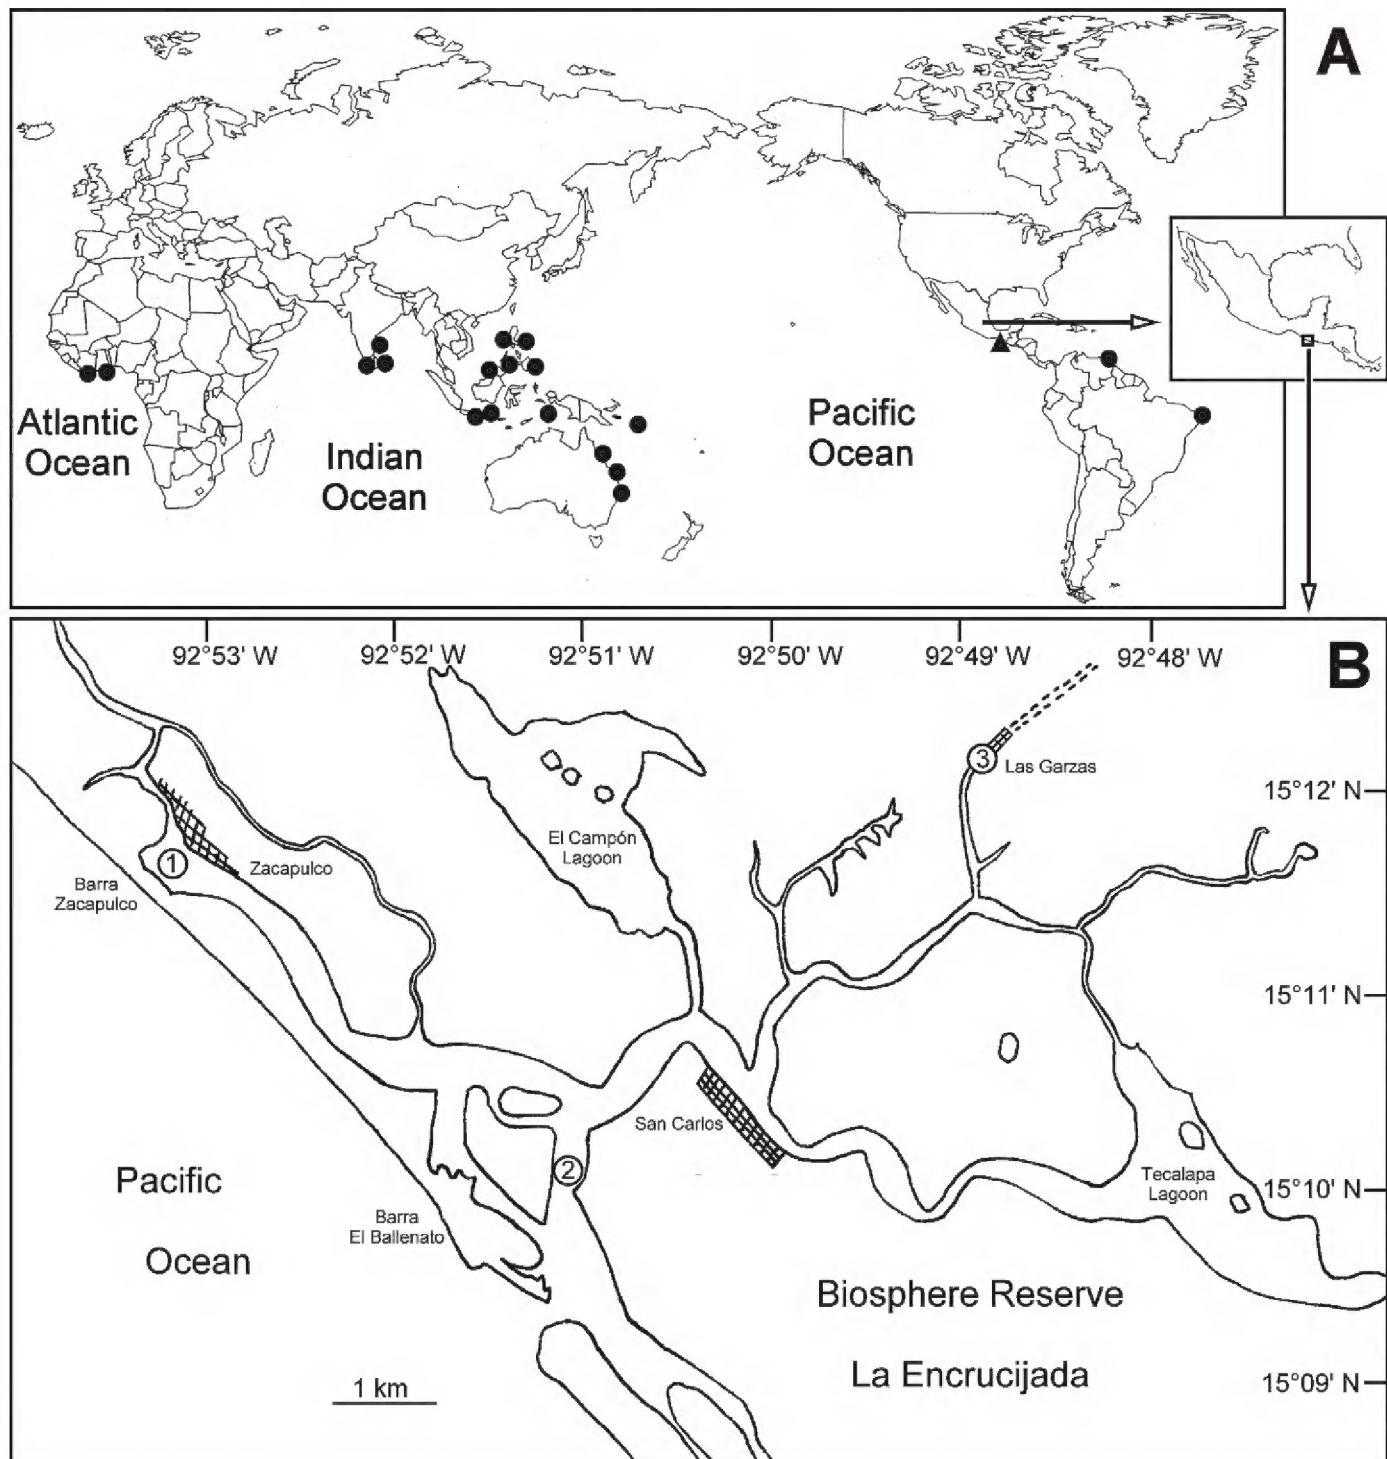 A
Atlantic
Ocean
Indian
Ocean
Pacific
Ocean
B
92°53' W
92°52' W
92°51' W
92°50' W
92°49' W
92°48' W
3
Las Garzas
15°12' N
El Campón
Lagoon
1
Zacapulco
Barra
Zacapulco
15°11' N
San Carlos
2
Tecalapa
Lagoon
15°10' N
Pacific
Ocean
Barra
El Ballenato
Biosphere Reserve
La Encrucijada
15°09' N
1 km